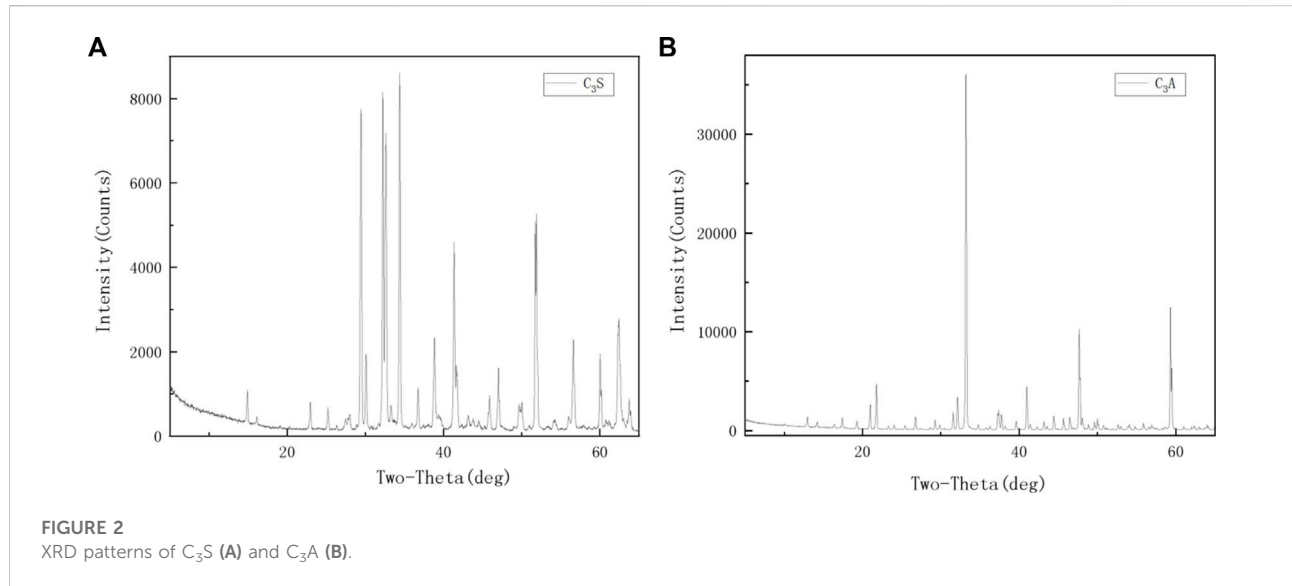 A
B
C₃S
8000
6000
4000
2000
0
20
40
60
Intensity(Counts)
Two-Theta(deg)
C₃A
30000
20000
10000
0
20
40
60
Intensity(Counts)
Two-Theta(deg)
FIGURE 2
XRD patterns of C₃S (A) and C₃A (B).